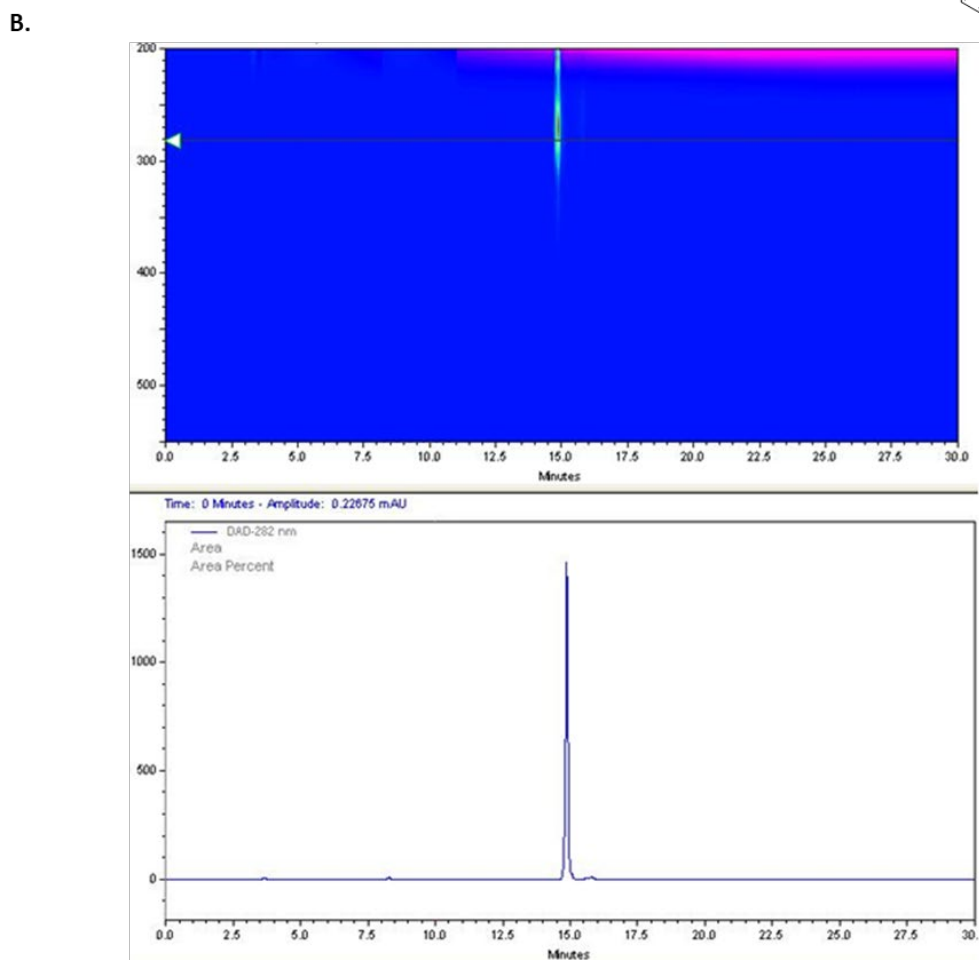 B.
200
300
400
500
0.0 2.5 5.0 7.5 10.0 12.5 15.0 17.5 20.0 22.5 25.0 27.5 30.0
Minutes
Time: 0 Minutes - Amplitude: 0.22675 mAU
DAD-282 nm
Area
Area Percent
1500
1000
500
0
0.0 2.5 5.0 7.5 10.0 12.5 15.0 17.5 20.0 22.5 25.0 27.5 30.
Minutes